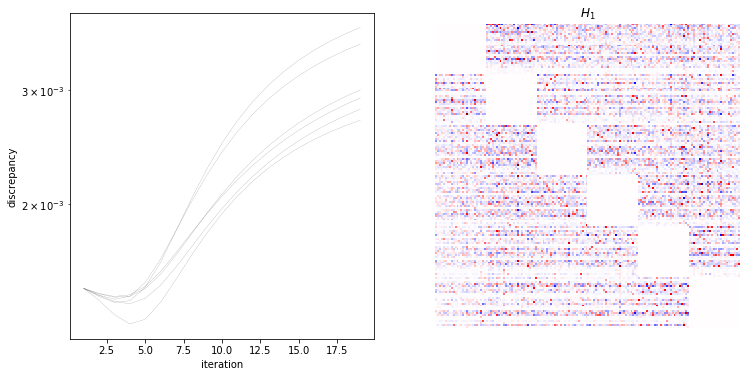 H₁
3 × 10⁻³
2 × 10⁻³
discrepancy
2.5 5.0 7.5 10.0 12.5 15.0 17.5
iteration